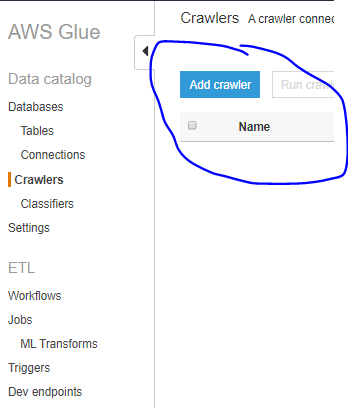 AWS Glue
Data catalog
Databases
Tables
Connections
Crawlers
Classifiers
Settings
ETL
Workflows
Jobs
ML Transforms
Triggers
Dev endpoints
Crawlers A crawler connec
Add crawler Run craw
Name